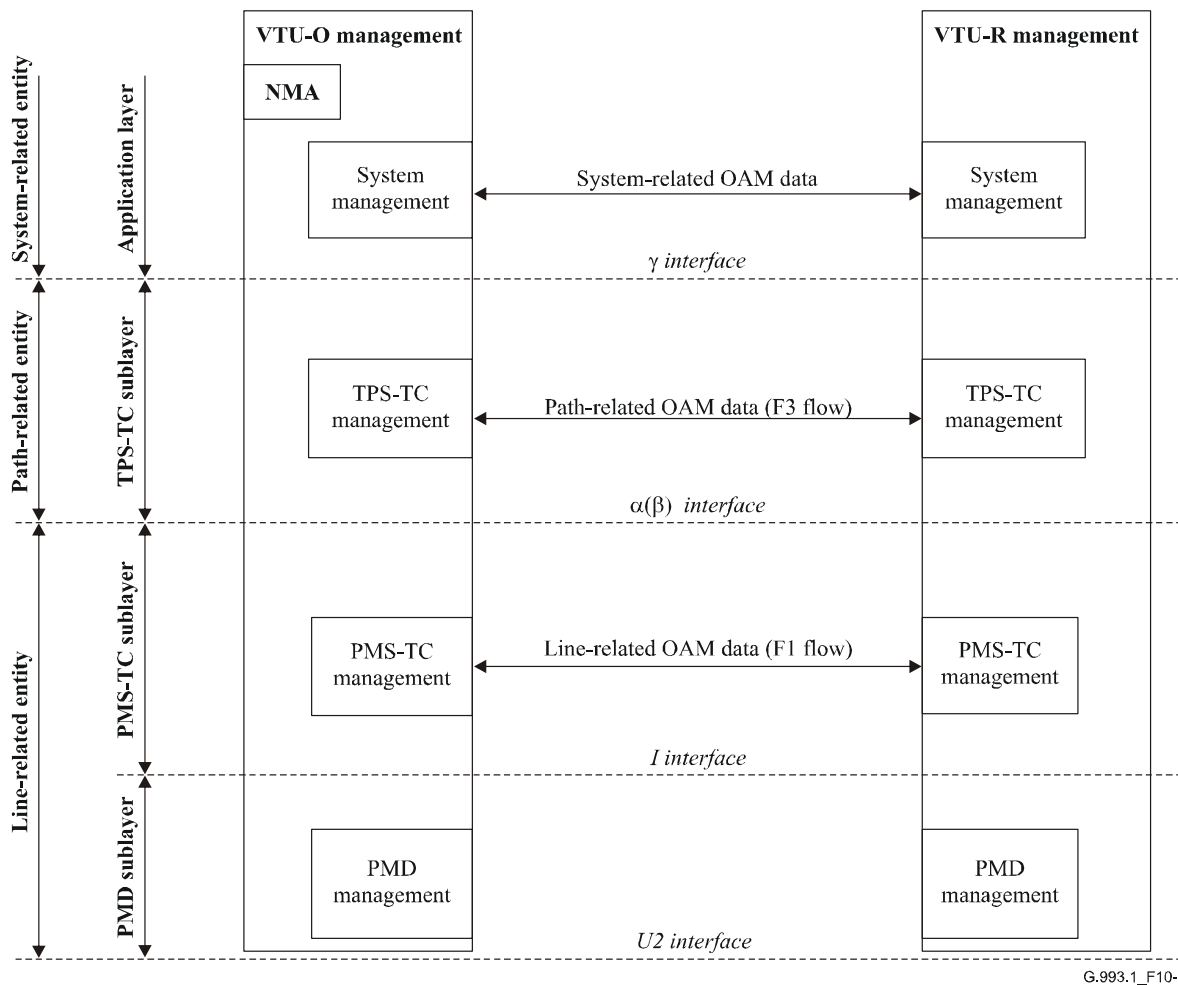 VTU-O management
VTU-R management
NMA
System-related entity
Application layer
System
management
System-related OAM data
System
management
γ interface
Path-related entity
TPS-TC sublayer
TPS-TC
management
Path-related OAM data (F3 flow)
TPS-TC
management
α(β) interface
Line-related entity
PMS-TC sublayer
PMS-TC
management
Line-related OAM data (F1 flow)
PMS-TC
management
I interface
PMD sublayer
PMD
management
PMD
management
U2 interface
G.993.1_F10-